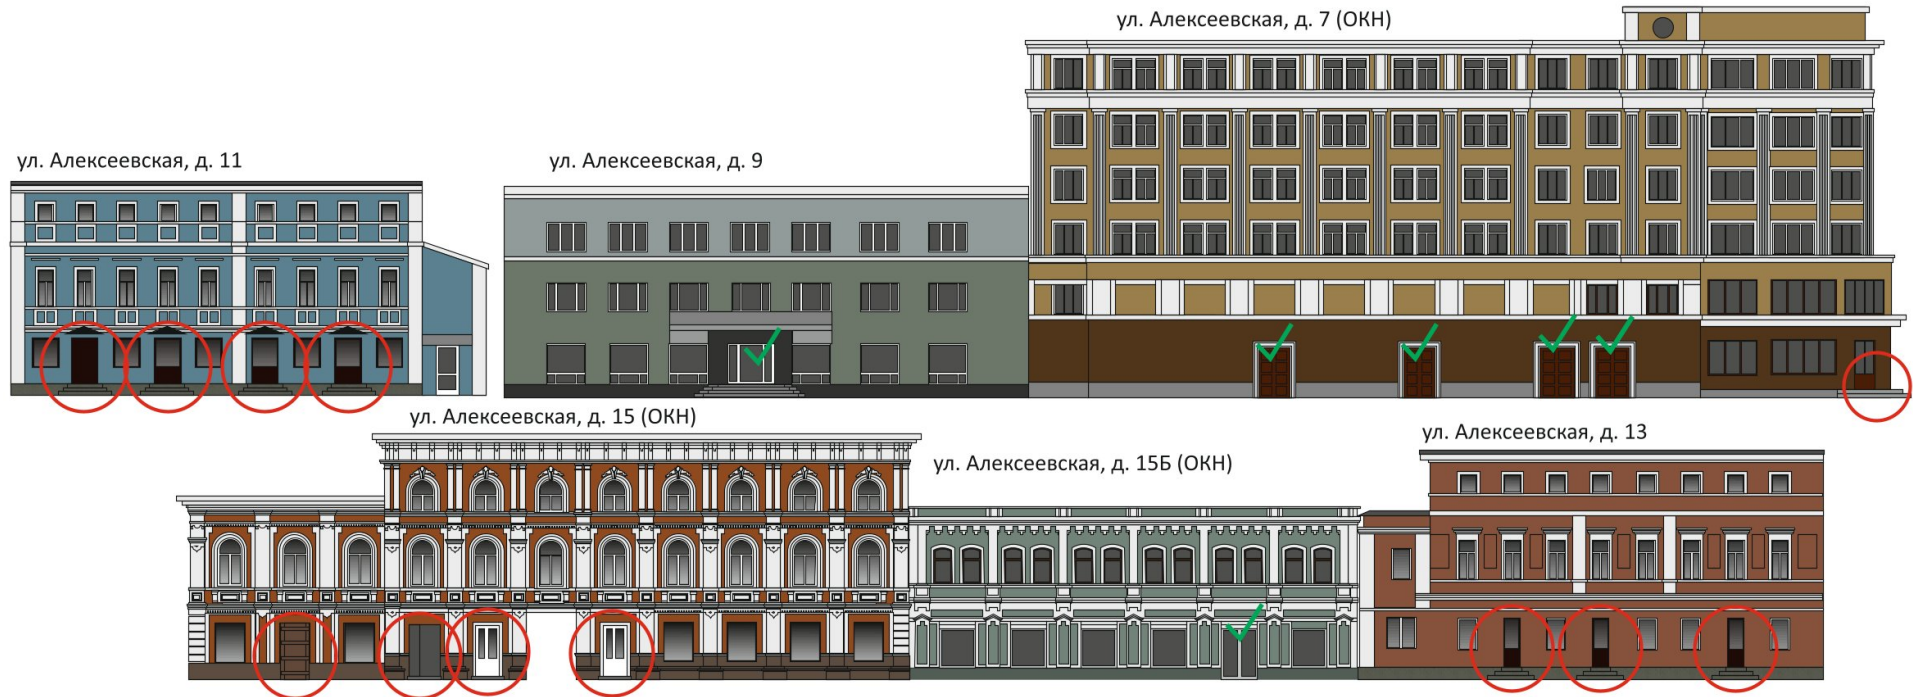 ул. Алексеевская, д. 7 (ОКН)
ул. Алексеевская, д. 11
ул. Алексеевская, д. 9
ул. Алексеевская, д. 15 (ОКН)
ул. Алексеевская, д. 15Б (ОКН)
ул. Алексеевская, д. 13